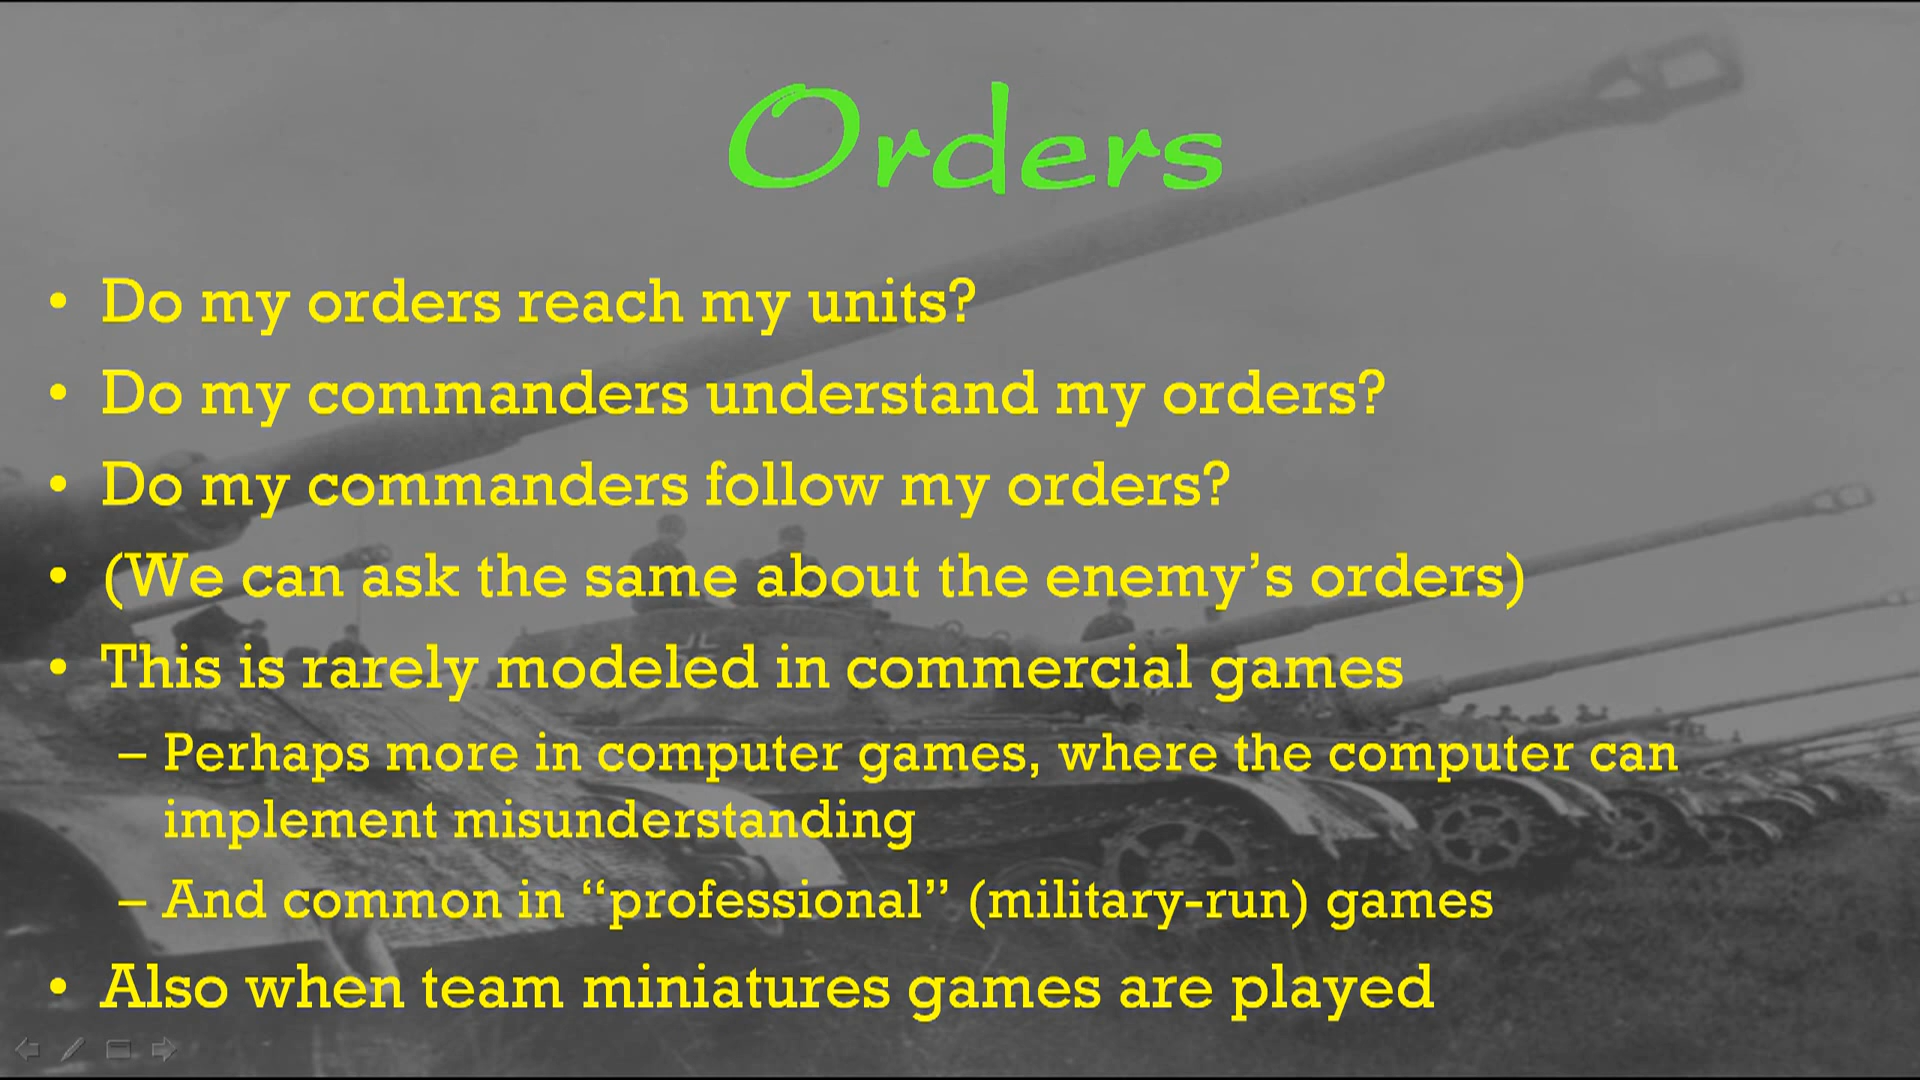 Orders
• Do my orders reach my units?
• Do my commanders understand my orders?
• Do my commanders follow my orders?
• (We can ask the same about the enemy’s orders)
• This is rarely modeled in commercial games
– Perhaps more in computer games, where the computer can
implement misunderstanding
– And common in “professional” (military-run) games
• Also when team miniatures games are played